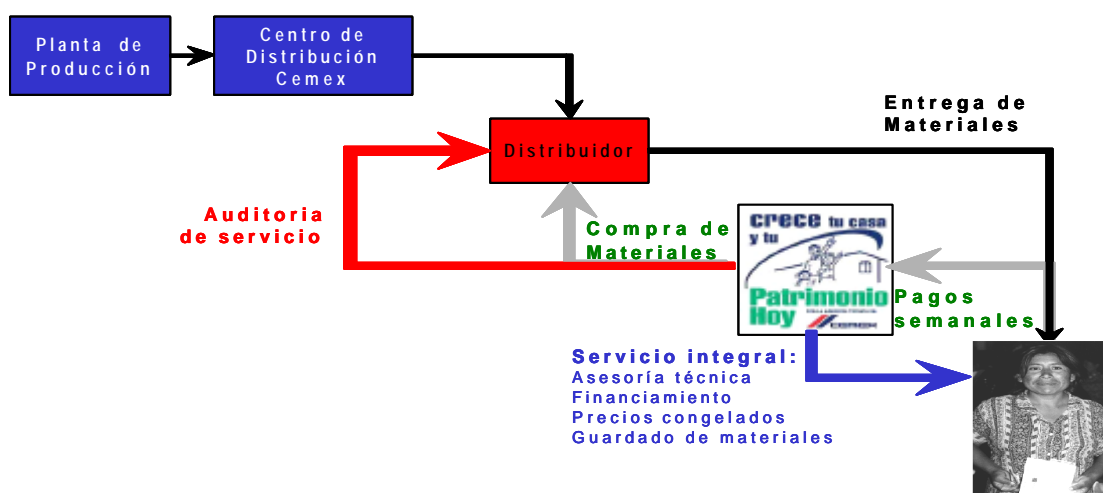 Planta de
Producción
Centro de
Distribución
Cemex
Entrega de
Materiales
Distribuidor
Auditoria
de servicio
Compra de
Materiales
crece tu casa
y tu
Patrimonio
Hoy
CEMEX
Pagos
semanales
Servicio integral:
Asesoría técnica
Financiamiento
Precios congelados
Guardado de materiales